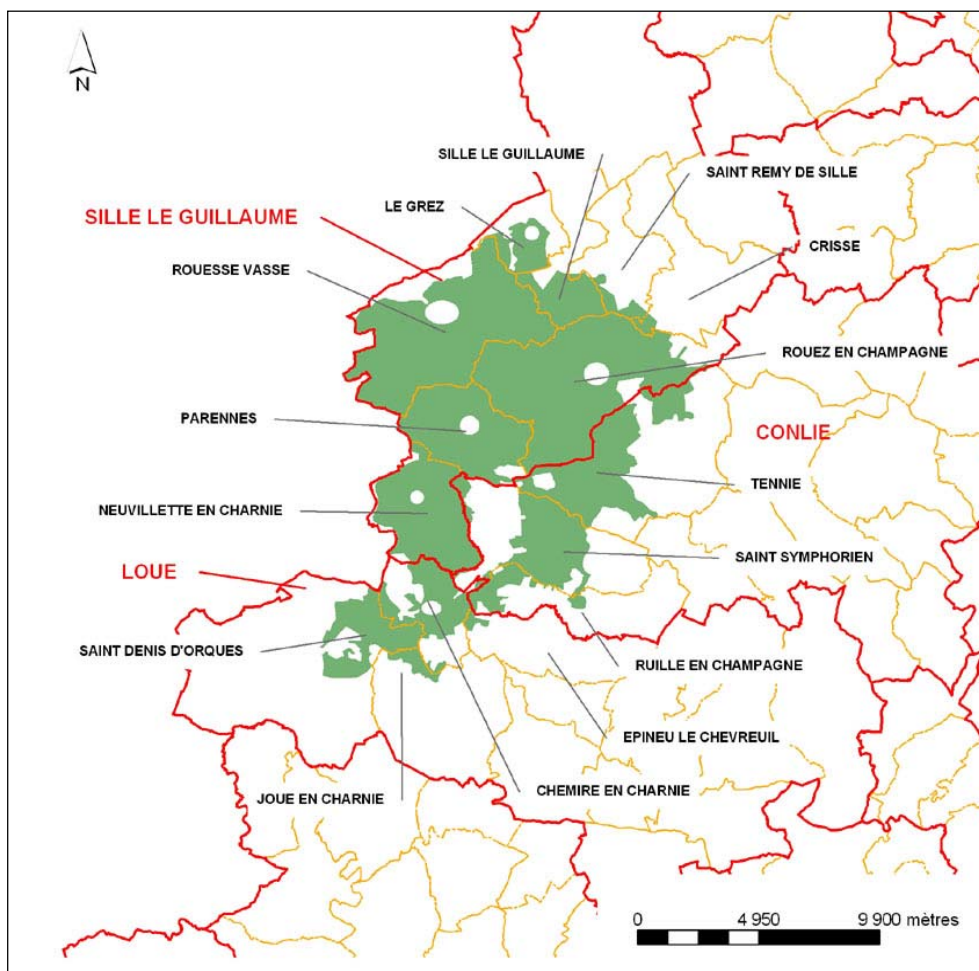 N
SILLE LE GUILLAUME
SAINT REMY DE SILLE
LE GREZ
SILLE LE GUILLAUME
CRISSE
ROUESSE VASSE
ROUEZ EN CHAMPAGNE
PARENNES
CONLIE
TENNIE
NEUVILLETTE EN CHARNIE
SAINT SYMPHORIEN
LOUE
SAINT DENIS D'ORQUES
RUILLE EN CHAMPAGNE
EPINEU LE CHEVREUIL
CHEMIRE EN CHARNIE
JOUE EN CHARNIE
0 4 950 9 900 mètres